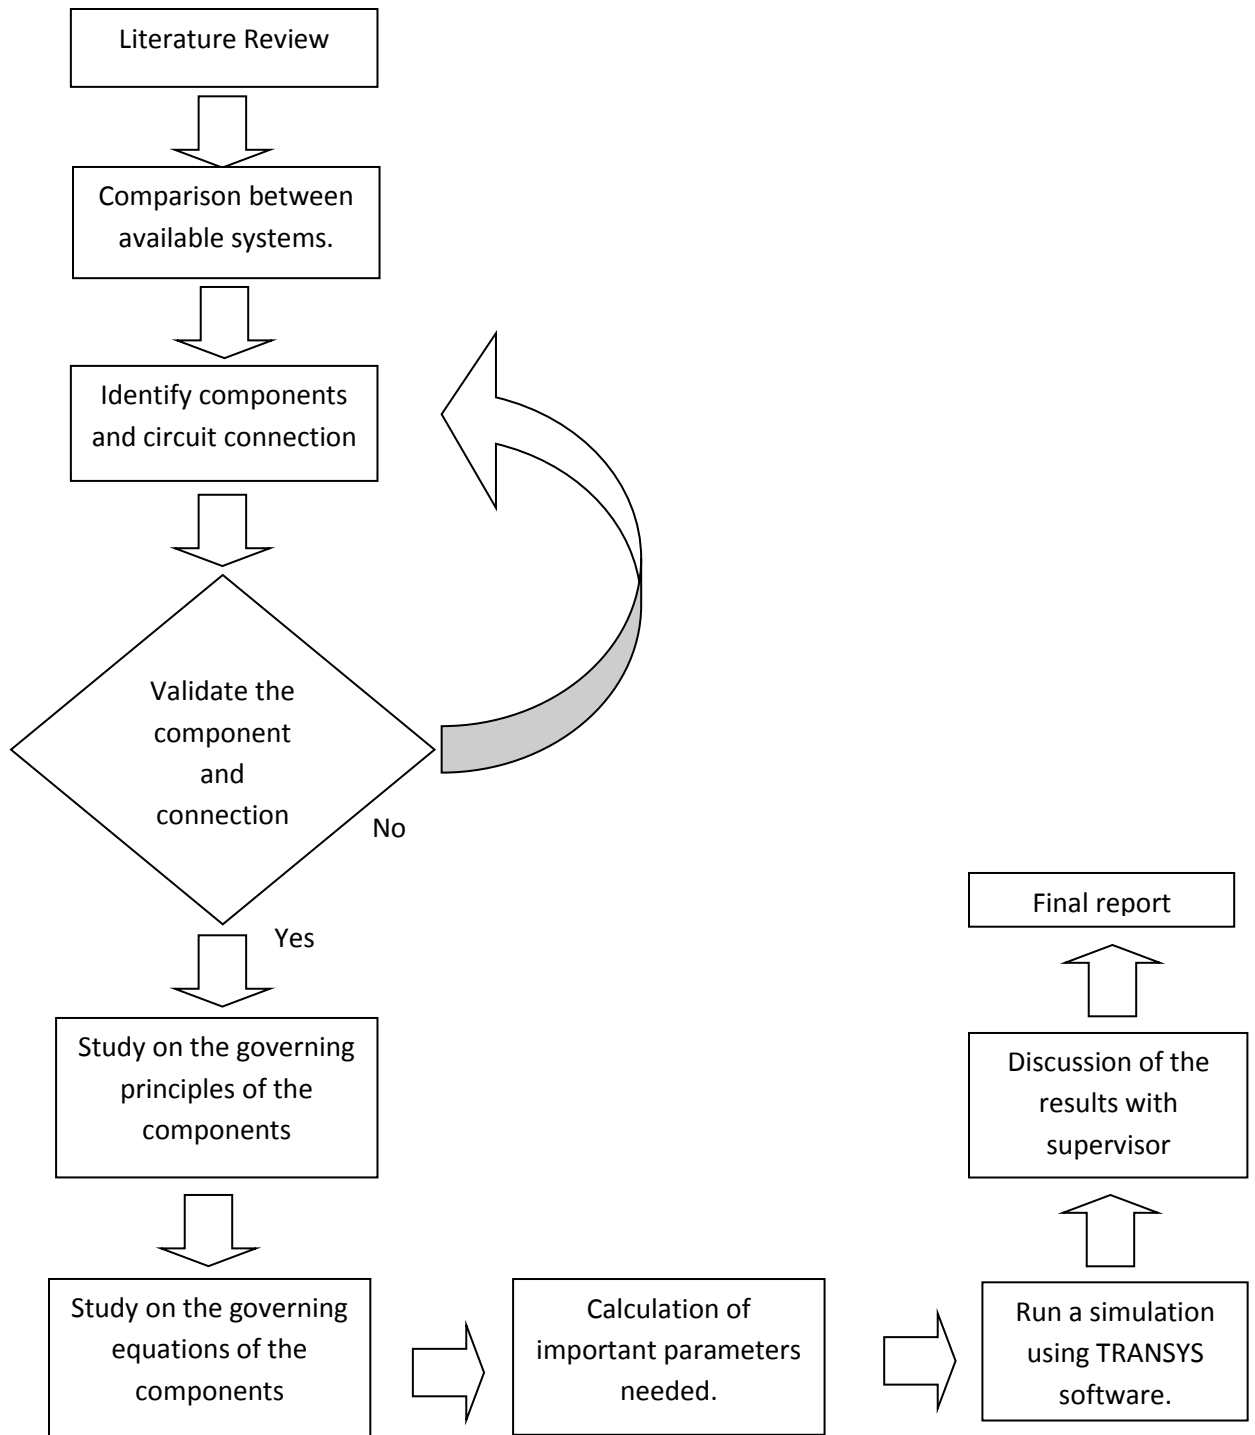 Literature Review
Comparison between
available systems.
Identify components
and circuit connection
Validate the
component
and
connection
No
Yes
Study on the governing
principles of the
components
Study on the governing
equations of the
components
Calculation of
important parameters
needed.
Run a simulation
using TRANSYS
software.
Discussion of the
results with
supervisor
Final report